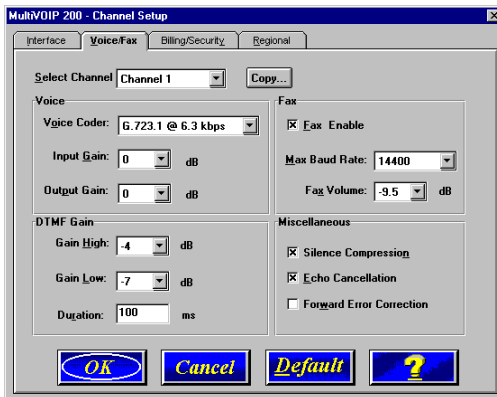 MultiVOIP 200 - Channel Setup
Interface Voice/Fax Billing/Security Regional
Select Channel Channel 1 Copy...
Voice
Voice Coder: G.723.1 @ 6.3 kbps
Input Gain: 0 dB
Output Gain: 0 dB
Fax
Fax Enable
Max Baud Rate: 14400
Fax Volume: -9.5 dB
DTMF Gain
Gain High: -4 dB
Gain Low: -7 dB
Duration: 100 ms
Miscellaneous
Silence Compression
Echo Cancellation
Forward Error Correction
OK Cancel Default ?